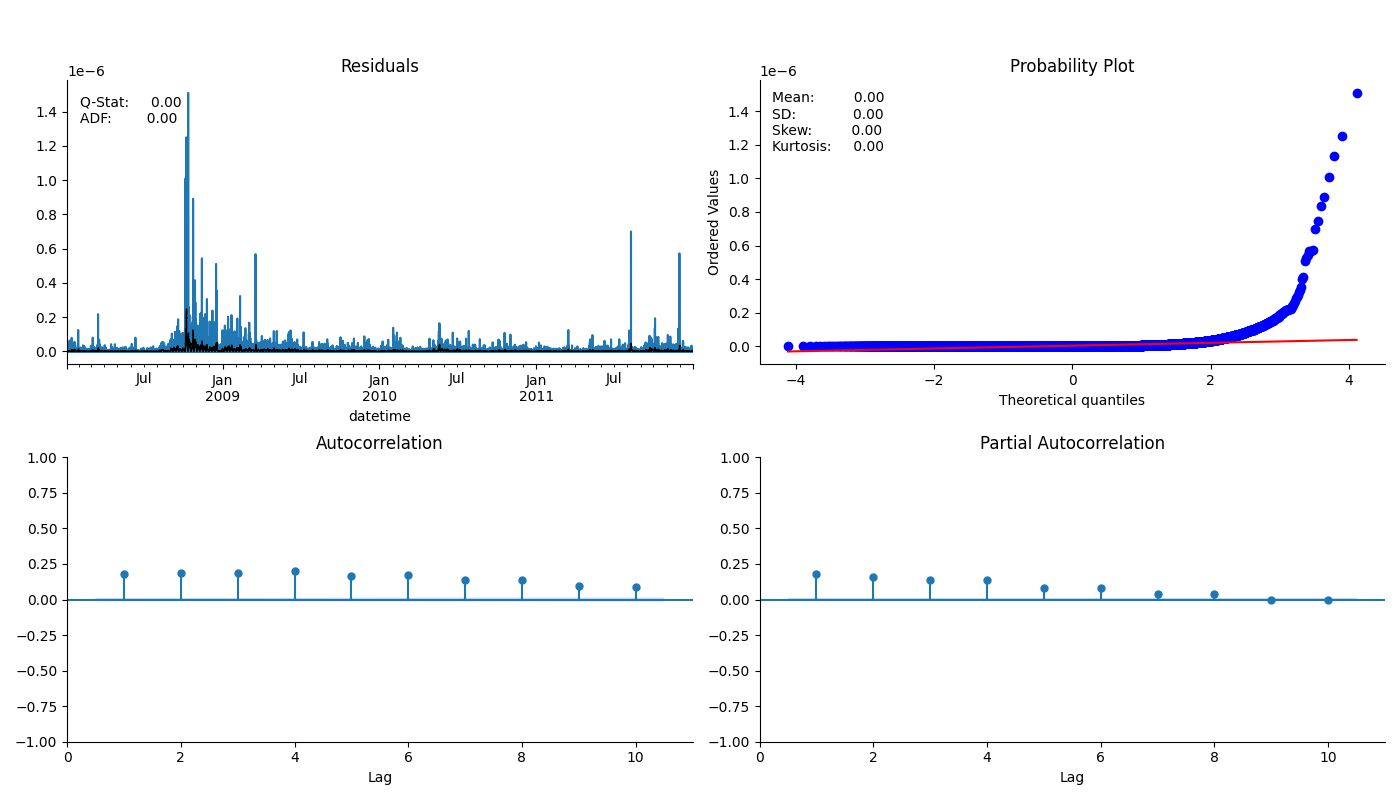 Residuals
1e−6
Q-Stat: 0.00
ADF: 0.00
1.4
1.2
1.0
0.8
0.6
0.4
0.2
0.0
Jul Jan Jul Jan Jul Jan Jul
2009 2010 2011
datetime
Probability Plot
1e−6
Mean: 0.00
SD: 0.00
Skew: 0.00
Kurtosis: 0.00
Ordered Values
1.4
1.2
1.0
0.8
0.6
0.4
0.2
0.0
−4 −2 0 2 4
Theoretical quantiles
Autocorrelation
1.00
0.75
0.50
0.25
0.00
−0.25
−0.50
−0.75
−1.00
0 2 4 6 8 10
Lag
Partial Autocorrelation
1.00
0.75
0.50
0.25
0.00
−0.25
−0.50
−0.75
−1.00
0 2 4 6 8 10
Lag